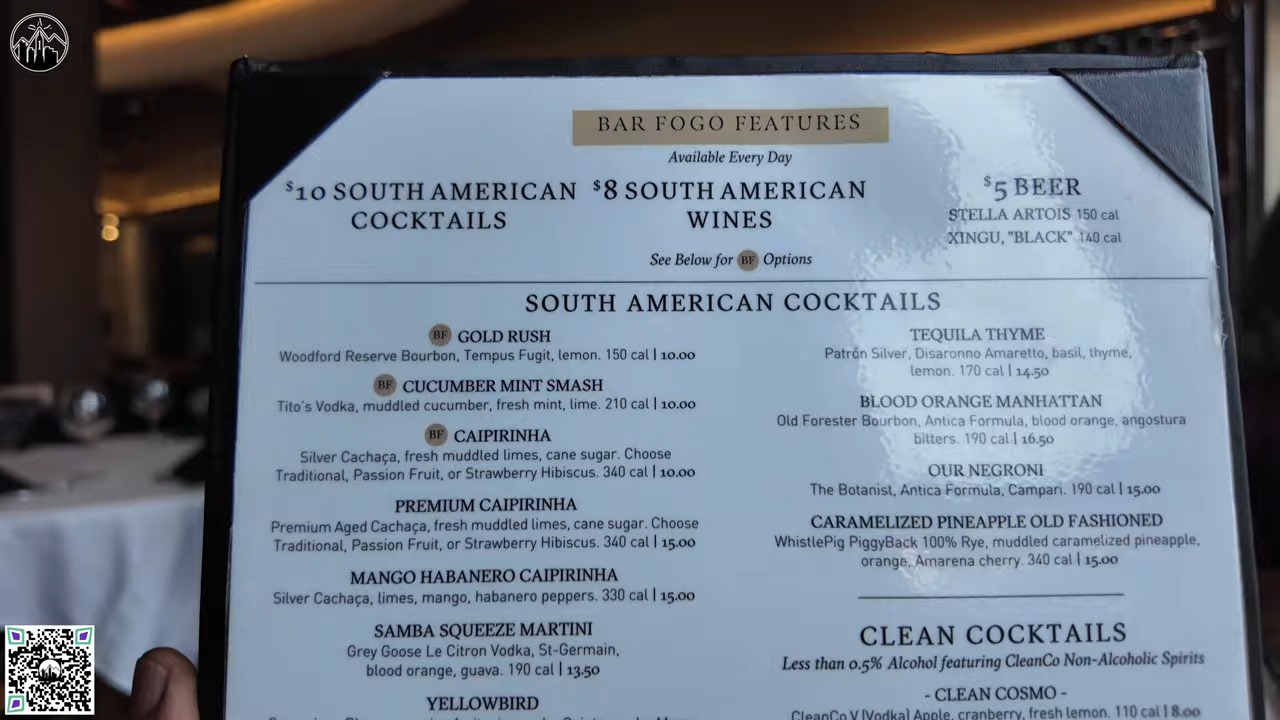 BAR FOGO FEATURES
Available Every Day
$10 SOUTH AMERICAN
COCKTAILS
$8 SOUTH AMERICAN
WINES
$5 BEER
STELLA ARTOIS 150 cal
XINGU, "BLACK" 140 cal
See Below for BF Options
SOUTH AMERICAN COCKTAILS
BF GOLD RUSH
Woodford Reserve Bourbon, Tempus Fugit, lemon. 150 cal | 10.00
BF CUCUMBER MINT SMASH
Tito's Vodka, muddled cucumber, fresh mint, lime. 210 cal | 10.00
BF CAIPIRINHA
Silver Cachaça, fresh muddled limes, cane sugar. Choose
Traditional, Passion Fruit, or Strawberry Hibiscus. 340 cal | 10.00
PREMIUM CAIPIRINHA
Premium Aged Cachaça, fresh muddled limes, cane sugar. Choose
Traditional, Passion Fruit, or Strawberry Hibiscus. 340 cal | 15.00
MANGO HABANERO CAIPIRINHA
Silver Cachaça, limes, mango, habanero peppers. 330 cal | 15.00
SAMBA SQUEEZE MARTINI
Grey Goose Le Citron Vodka, St-Germain,
blood orange, guava. 190 cal | 13.50
YELLOWBIRD
TEQUILA THYME
Patrón Silver, Disaronno Amaretto, basil, thyme,
lemon. 170 cal | 14.50
BLOOD ORANGE MANHATTAN
Old Forester Bourbon, Antica Formula, blood orange, angostura
bitters. 190 cal | 16.50
OUR NEGRONI
The Botanist, Antica Formula, Campari. 190 cal | 15.00
CARAMELIZED PINEAPPLE OLD FASHIONED
WhistlePig PiggyBack 100% Rye, muddled caramelized pineapple,
orange, Amarena cherry. 340 cal | 15.00
CLEAN COCKTAILS
Less than 0.5% Alcohol featuring CleanCo Non-Alcoholic Spirits
- CLEAN COSMO -
CleanCo V (Vodka) Apple, cranberry, fresh lemon. 110 cal | 8.00